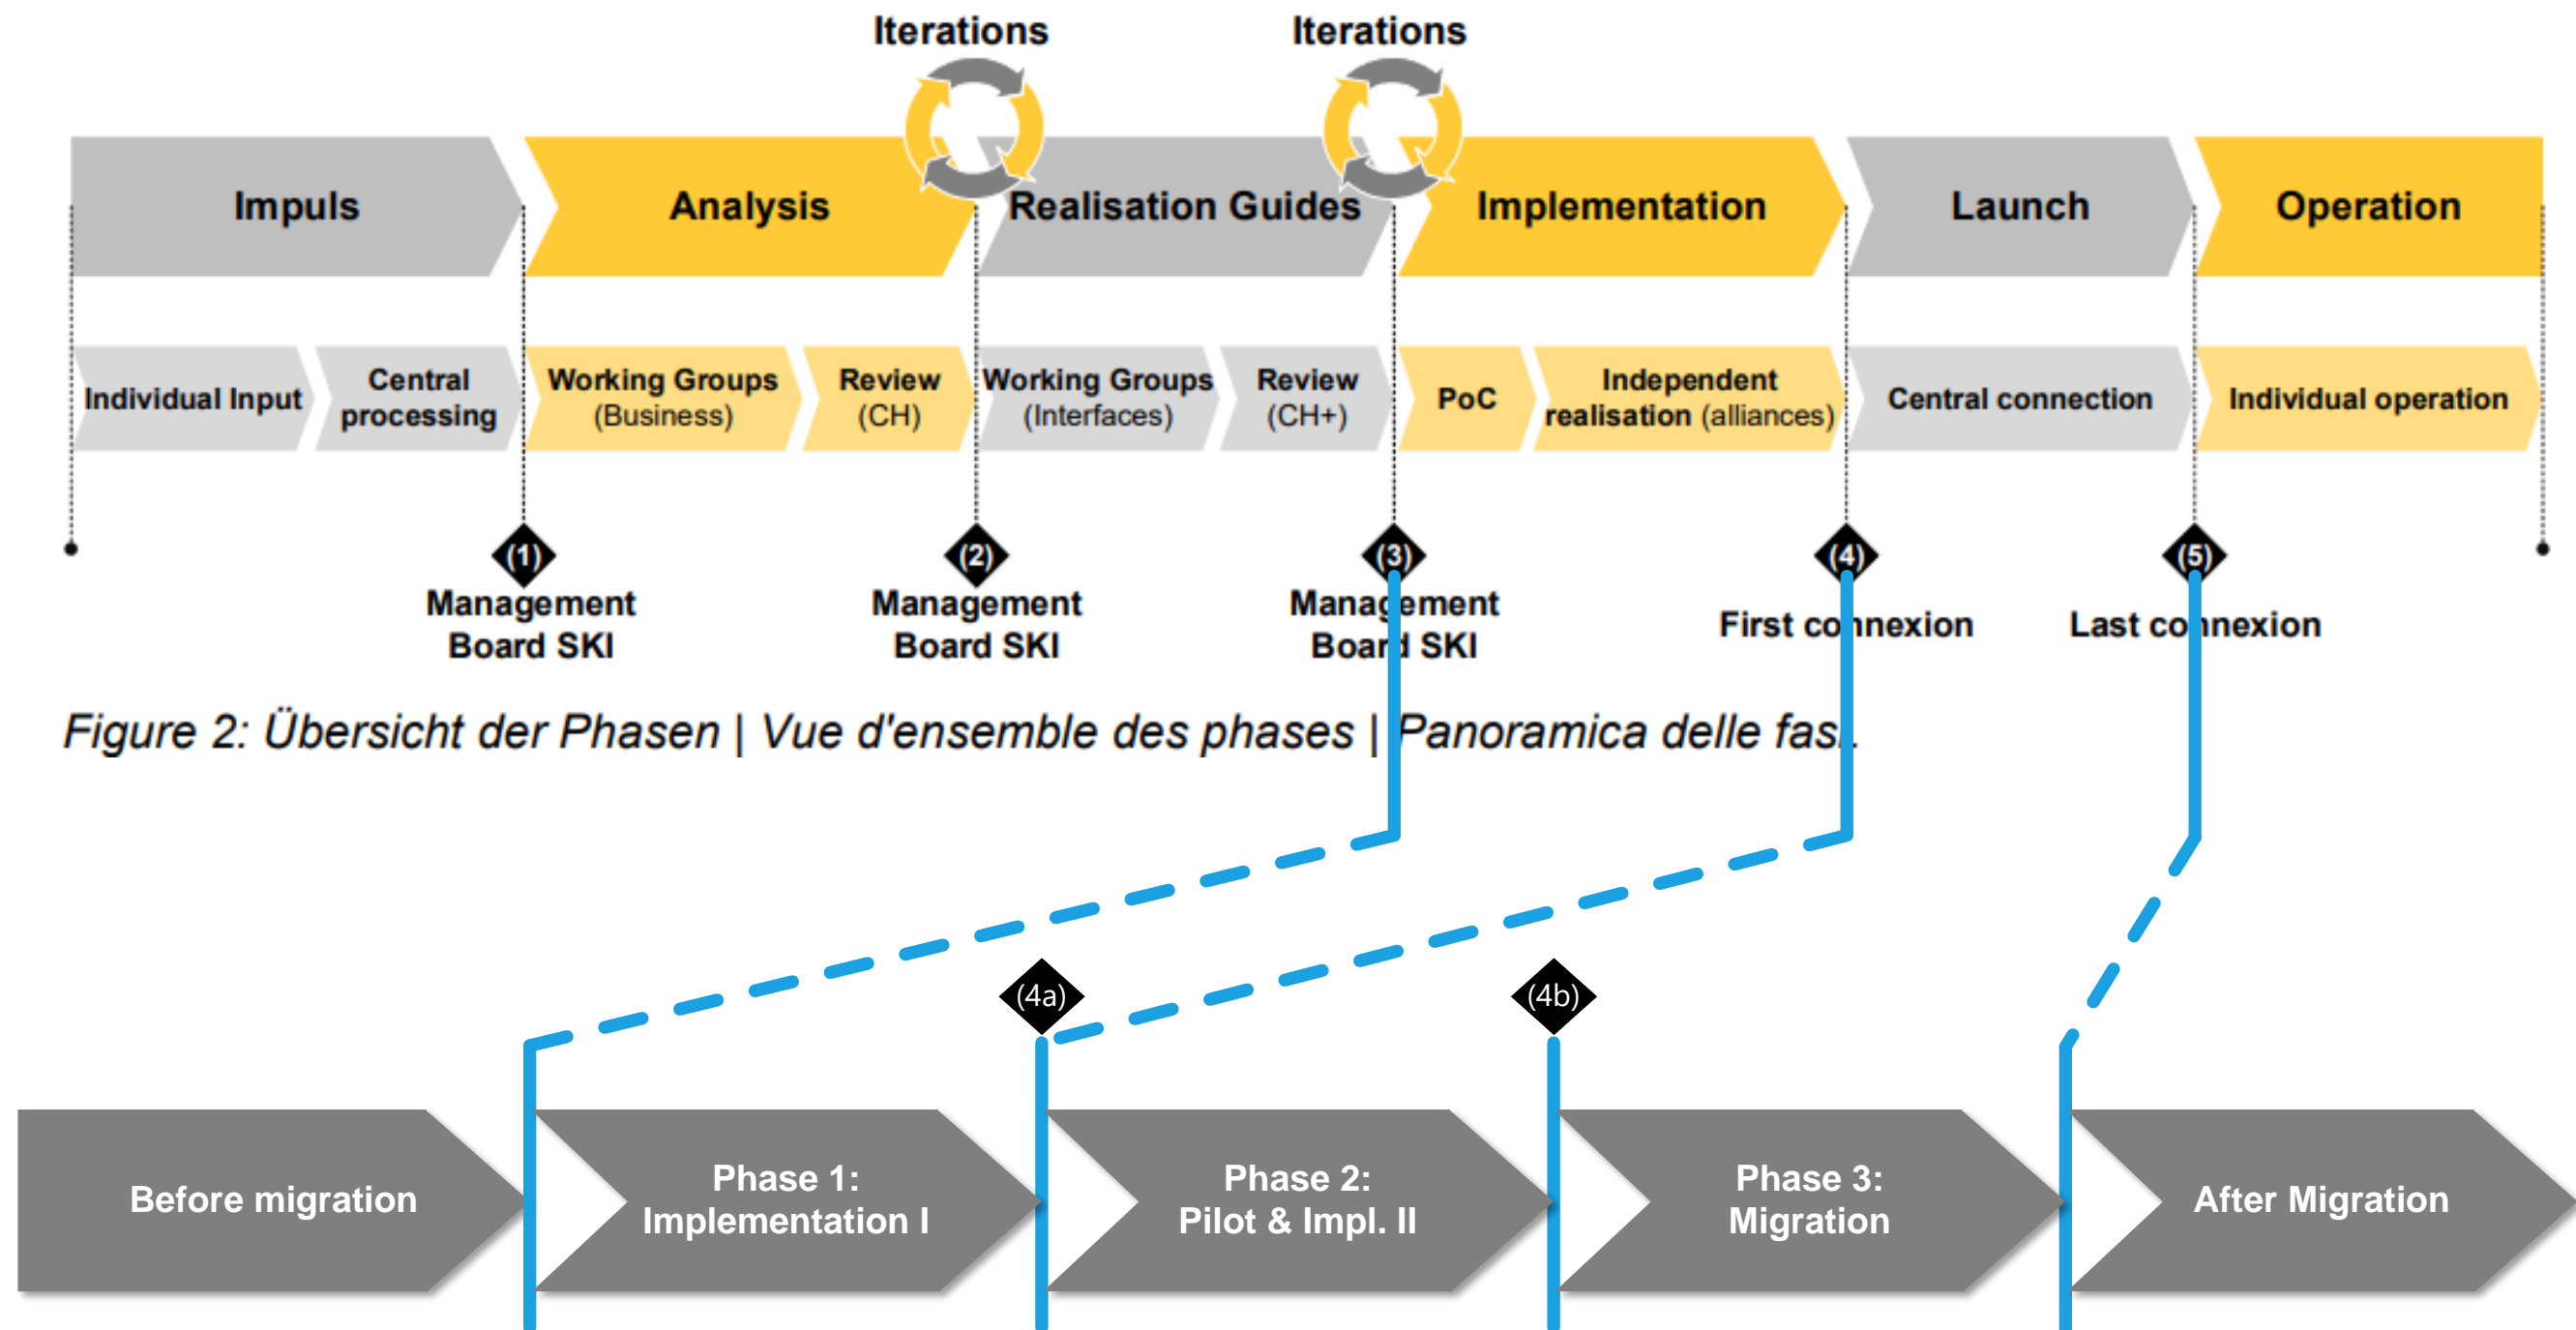 Iterations
Iterations
Impuls
Analysis
Realisation Guides
Implementation
Launch
Operation
Individual Input
Central
processing
Working Groups
(Business)
Review
(CH)
Working Groups
(Interfaces)
Review
(CH+)
PoC
Independent
realisation (alliances)
Central connection
Individual operation
(1)
Management
Board SKI
(2)
Management
Board SKI
(3)
Management
Board SKI
(4)
First connexion
(5)
Last connexion
Figure 2: Übersicht der Phasen | Vue d'ensemble des phases | Panoramica delle fasi.
(4a)
(4b)
Before migration
Phase 1:
Implementation I
Phase 2:
Pilot & Impl. II
Phase 3:
Migration
After Migration